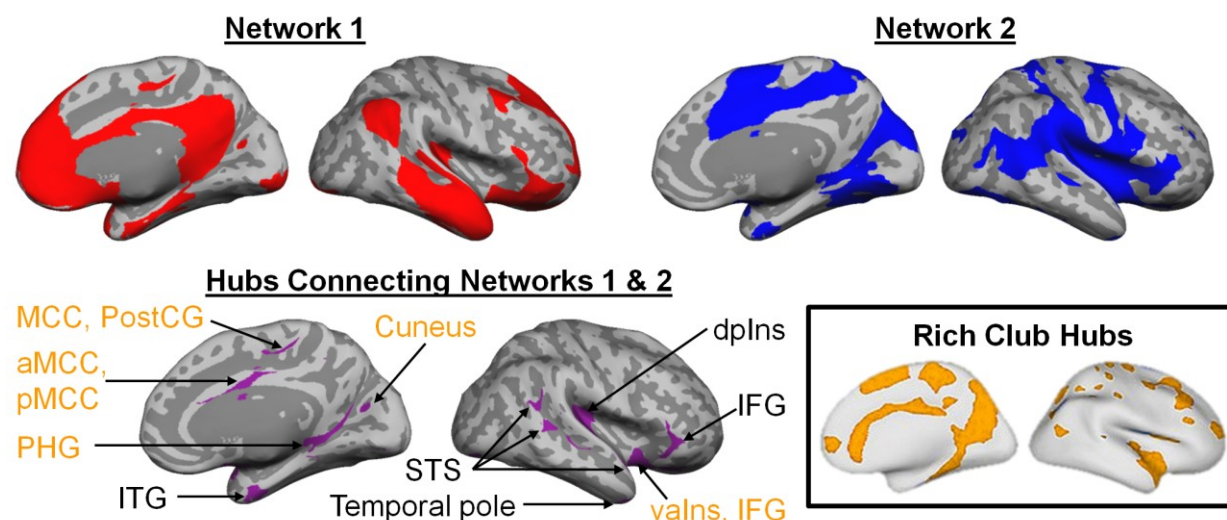 Network 1
Network 2
Hubs Connecting Networks 1 & 2
MCC, PostCG
aMCC,
pMCC
PHG
ITG
Cuneus
STS
Temporal pole
dpIns
IFG
vaIns, IFG
Rich Club Hubs